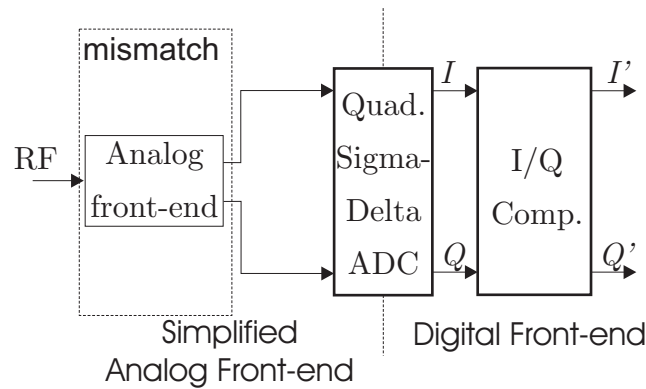 mismatch
RF
Analog
front-end
Quad.
Sigma-
Delta
ADC
I
Q
I/Q
Comp.
I'
Q'
Simplified
Analog Front-end
Digital Front-end